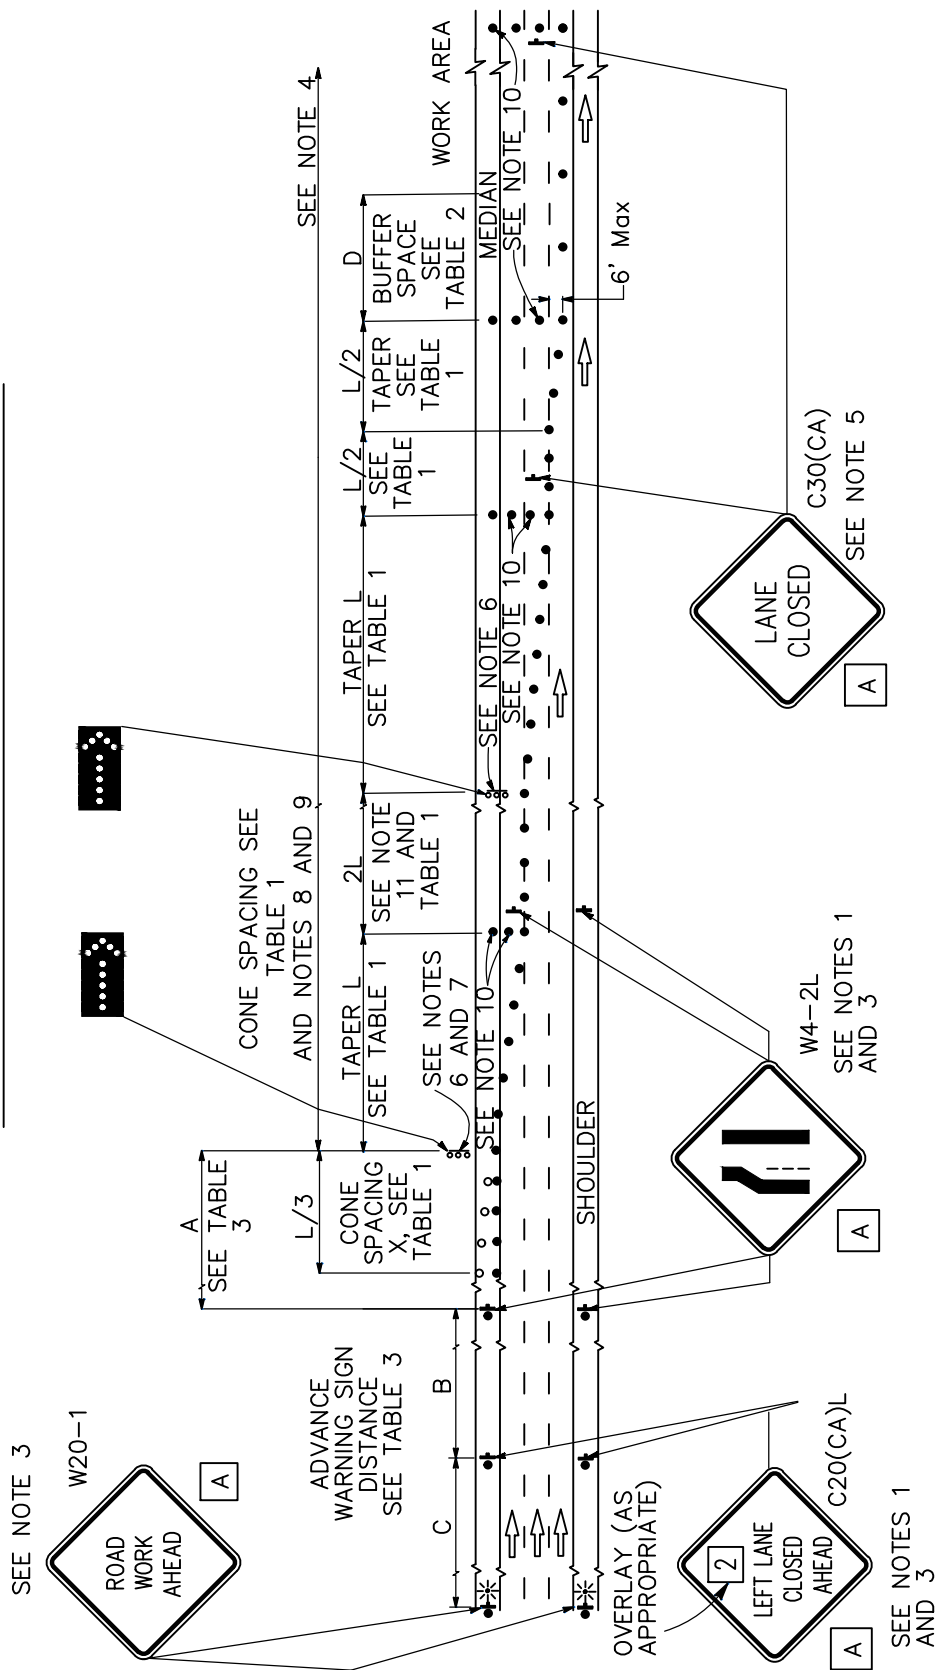 SEE NOTE 3
W20-1
ROAD
WORK
AHEAD
A
CONE SPACING SEE
TABLE 1
AND NOTES 8 AND 9
SEE NOTE 4
A
SEE TABLE
3
L/3
CONE
SPACING
X, SEE
TABLE 1
TAPER L
SEE TABLE 1
2L
SEE NOTE
11 AND
TABLE 1
TAPER L
SEE TABLE 1
L/2
SEE
TABLE
1
L/2
TAPER
SEE
TABLE
1
D
BUFFER
SPACE
SEE
TABLE 2
WORK AREA
ADVANCE
WARNING SIGN
DISTANCE
SEE TABLE 3
C
B
SEE NOTES
6 AND 7
SEE NOTE 10
SEE NOTE 6
SEE NOTE 10
MEDIAN
SEE NOTE 10
6' Max
SHOULDER
OVERLAY (AS
APPROPRIATE)
2
LEFT LANE
CLOSED
AHEAD
C20(CA)L
A
SEE NOTES 1
AND 3
W4-2L
SEE NOTES 1
AND 3
A
LANE
CLOSED
C30(CA)
SEE NOTE 5
A